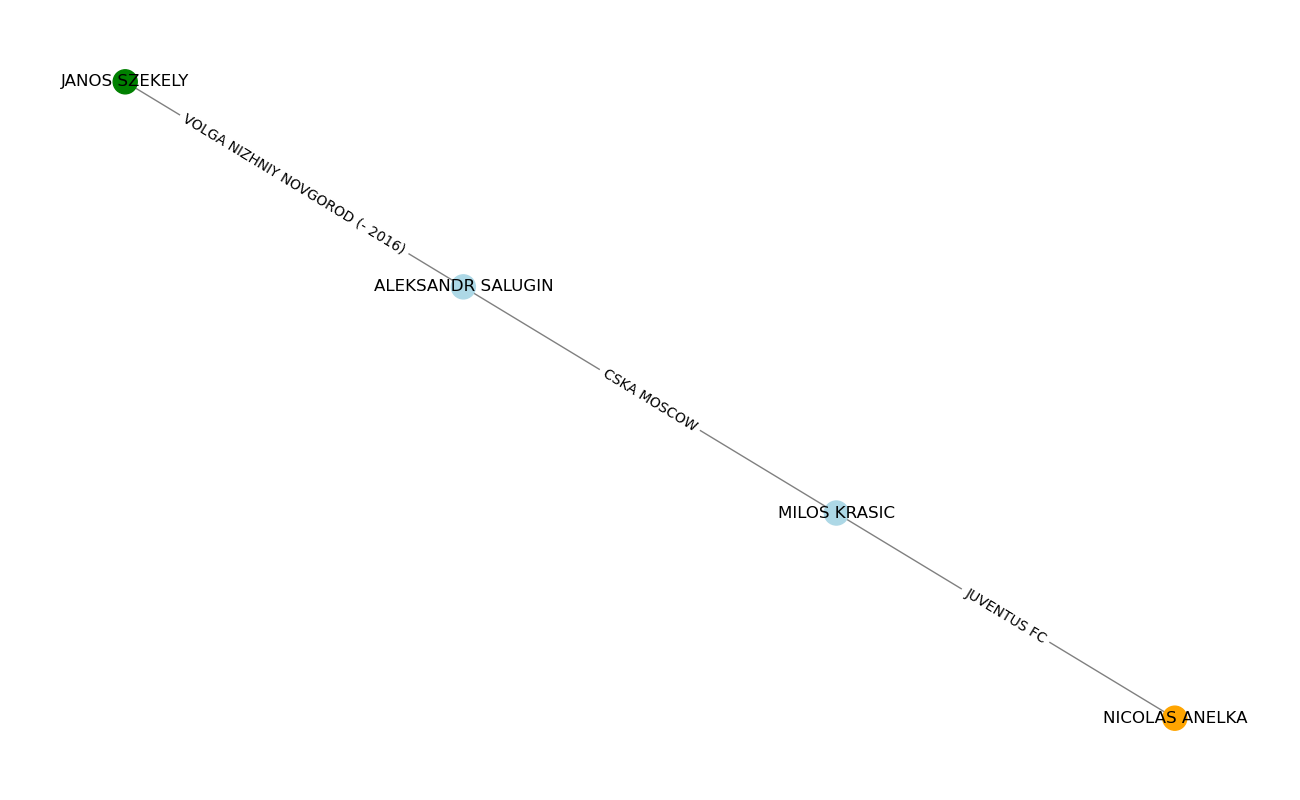 JANOS SZEKELY
VOLGA NIZHNIY NOVGOROD (- 2016)
ALEKSANDR SALUGIN
CSKA MOSCOW
MILOS KRASIC
JUVENTUS FC
NICOLAS ANELKA